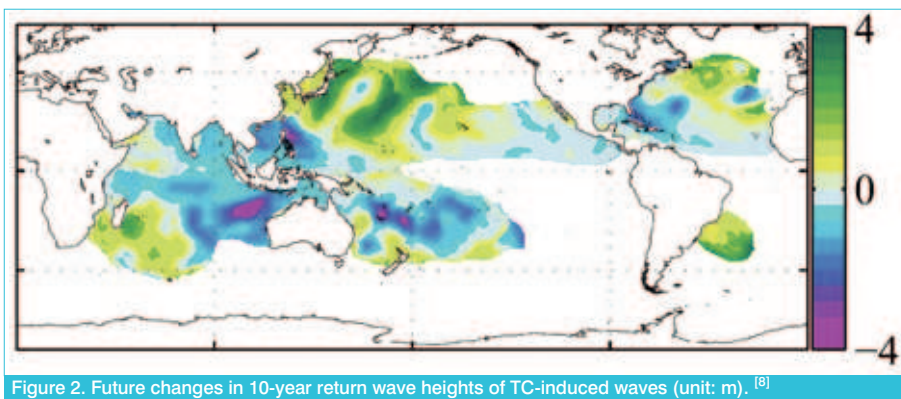 4
0
−4
Figure 2. Future changes in 10-year return wave heights of TC-induced waves (unit: m). [8]